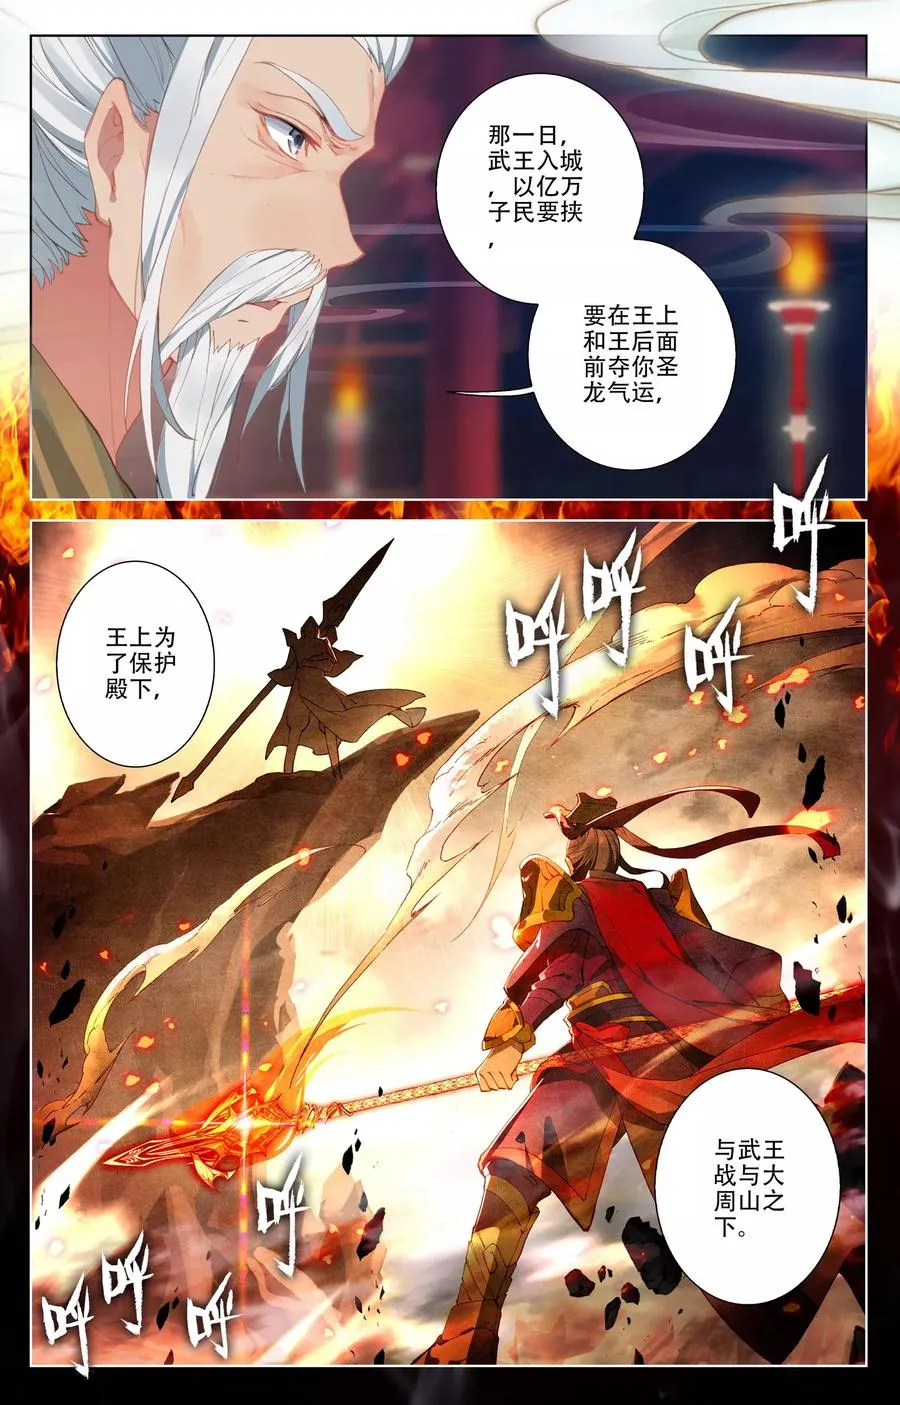 那一日，
武王入城
，以亿万
子民要挟
，
要在王上
和王后面
前夺你圣
龙气运，
呼
呼
呼
呼
王上为
了保护
殿下，
与武王
战与大
周山之
下。
呼
呼
呼
呼